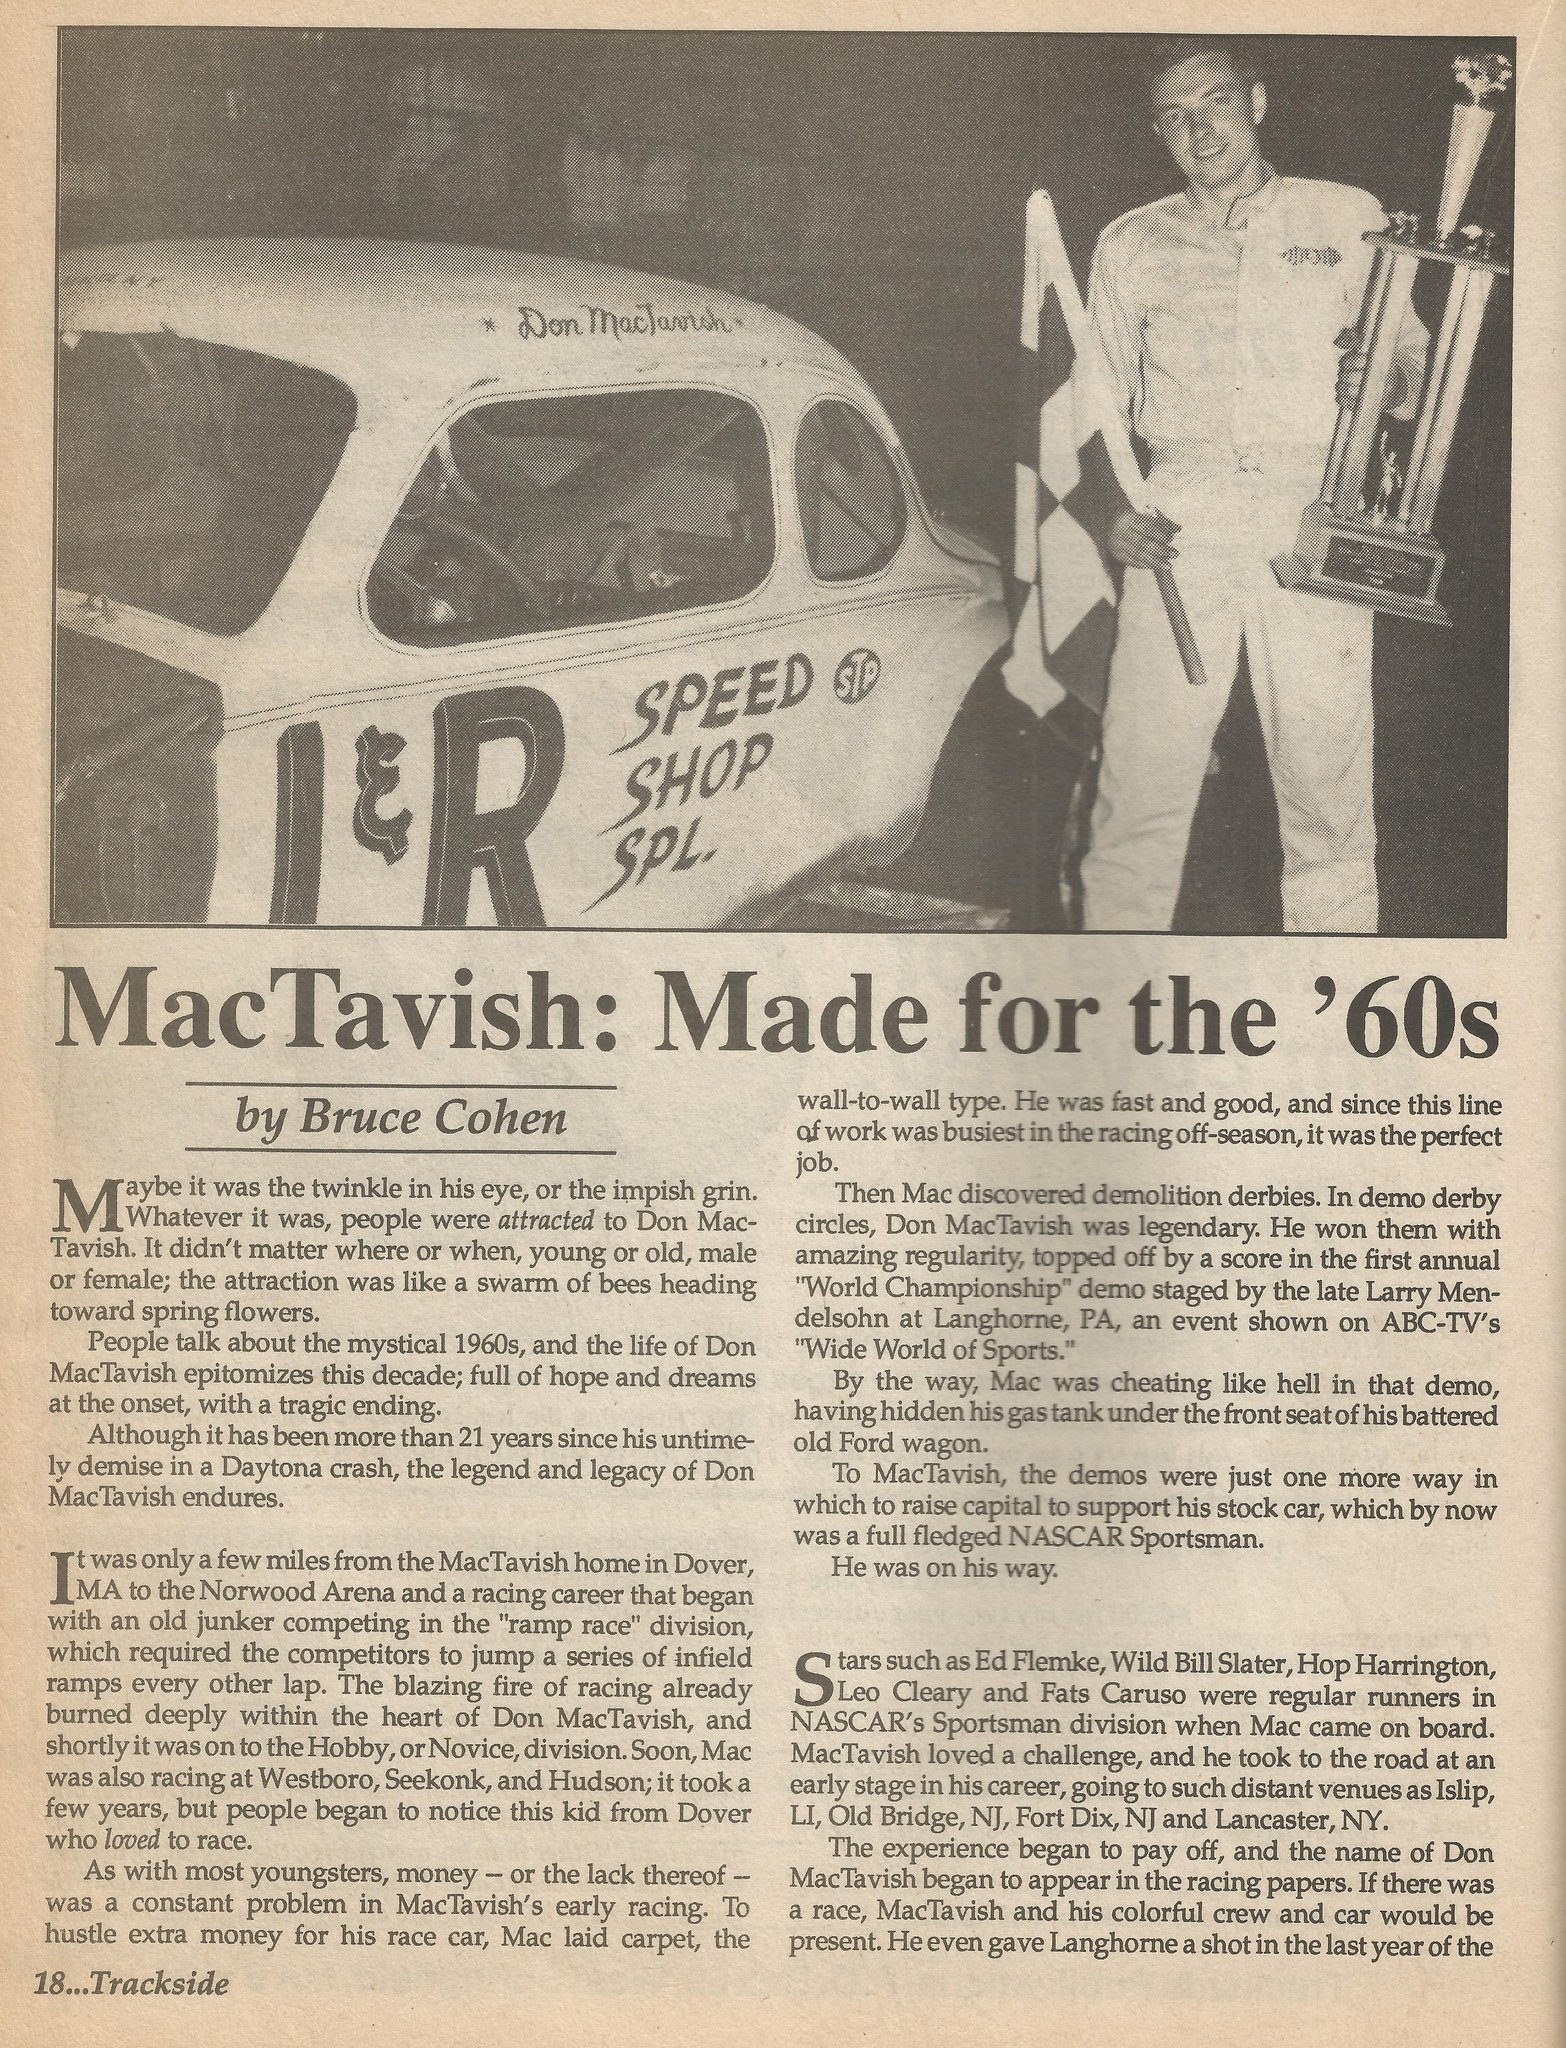 * Don MacTavish *
I & R
SPEED
SHOP
SPL.
STP
MacTavish: Made for the ’60s
by Bruce Cohen
Maybe it was the twinkle in his eye, or the impish grin.
Whatever it was, people were attracted to Don Mac-
Tavish. It didn't matter where or when, young or old, male
or female; the attraction was like a swarm of bees heading
toward spring flowers.
People talk about the mystical 1960s, and the life of Don
MacTavish epitomizes this decade; full of hope and dreams
at the onset, with a tragic ending.
Although it has been more than 21 years since his untime-
ly demise in a Daytona crash, the legend and legacy of Don
MacTavish endures.
It was only a few miles from the MacTavish home in Dover,
MA to the Norwood Arena and a racing career that began
with an old junker competing in the "ramp race" division,
which required the competitors to jump a series of infield
ramps every other lap. The blazing fire of racing already
burned deeply within the heart of Don MacTavish, and
shortly it was on to the Hobby, or Novice, division. Soon, Mac
was also racing at Westboro, Seekonk, and Hudson; it took a
few years, but people began to notice this kid from Dover
who loved to race.
As with most youngsters, money – or the lack thereof –
was a constant problem in MacTavish's early racing. To
hustle extra money for his race car, Mac laid carpet, the
wall-to-wall type. He was fast and good, and since this line
of work was busiest in the racing off-season, it was the perfect
job.
Then Mac discovered demolition derbies. In demo derby
circles, Don MacTavish was legendary. He won them with
amazing regularity, topped off by a score in the first annual
"World Championship" demo staged by the late Larry Men-
delsohn at Langhorne, PA, an event shown on ABC-TV's
"Wide World of Sports."
By the way, Mac was cheating like hell in that demo,
having hidden his gas tank under the front seat of his battered
old Ford wagon.
To MacTavish, the demos were just one more way in
which to raise capital to support his stock car, which by now
was a full fledged NASCAR Sportsman.
He was on his way.
Stars such as Ed Flemke, Wild Bill Slater, Hop Harrington,
Leo Cleary and Fats Caruso were regular runners in
NASCAR's Sportsman division when Mac came on board.
MacTavish loved a challenge, and he took to the road at an
early stage in his career, going to such distant venues as Islip,
LI, Old Bridge, NJ, Fort Dix, NJ and Lancaster, NY.
The experience began to pay off, and the name of Don
MacTavish began to appear in the racing papers. If there was
a race, MacTavish and his colorful crew and car would be
present. He even gave Langhorne a shot in the last year of the
18...Trackside